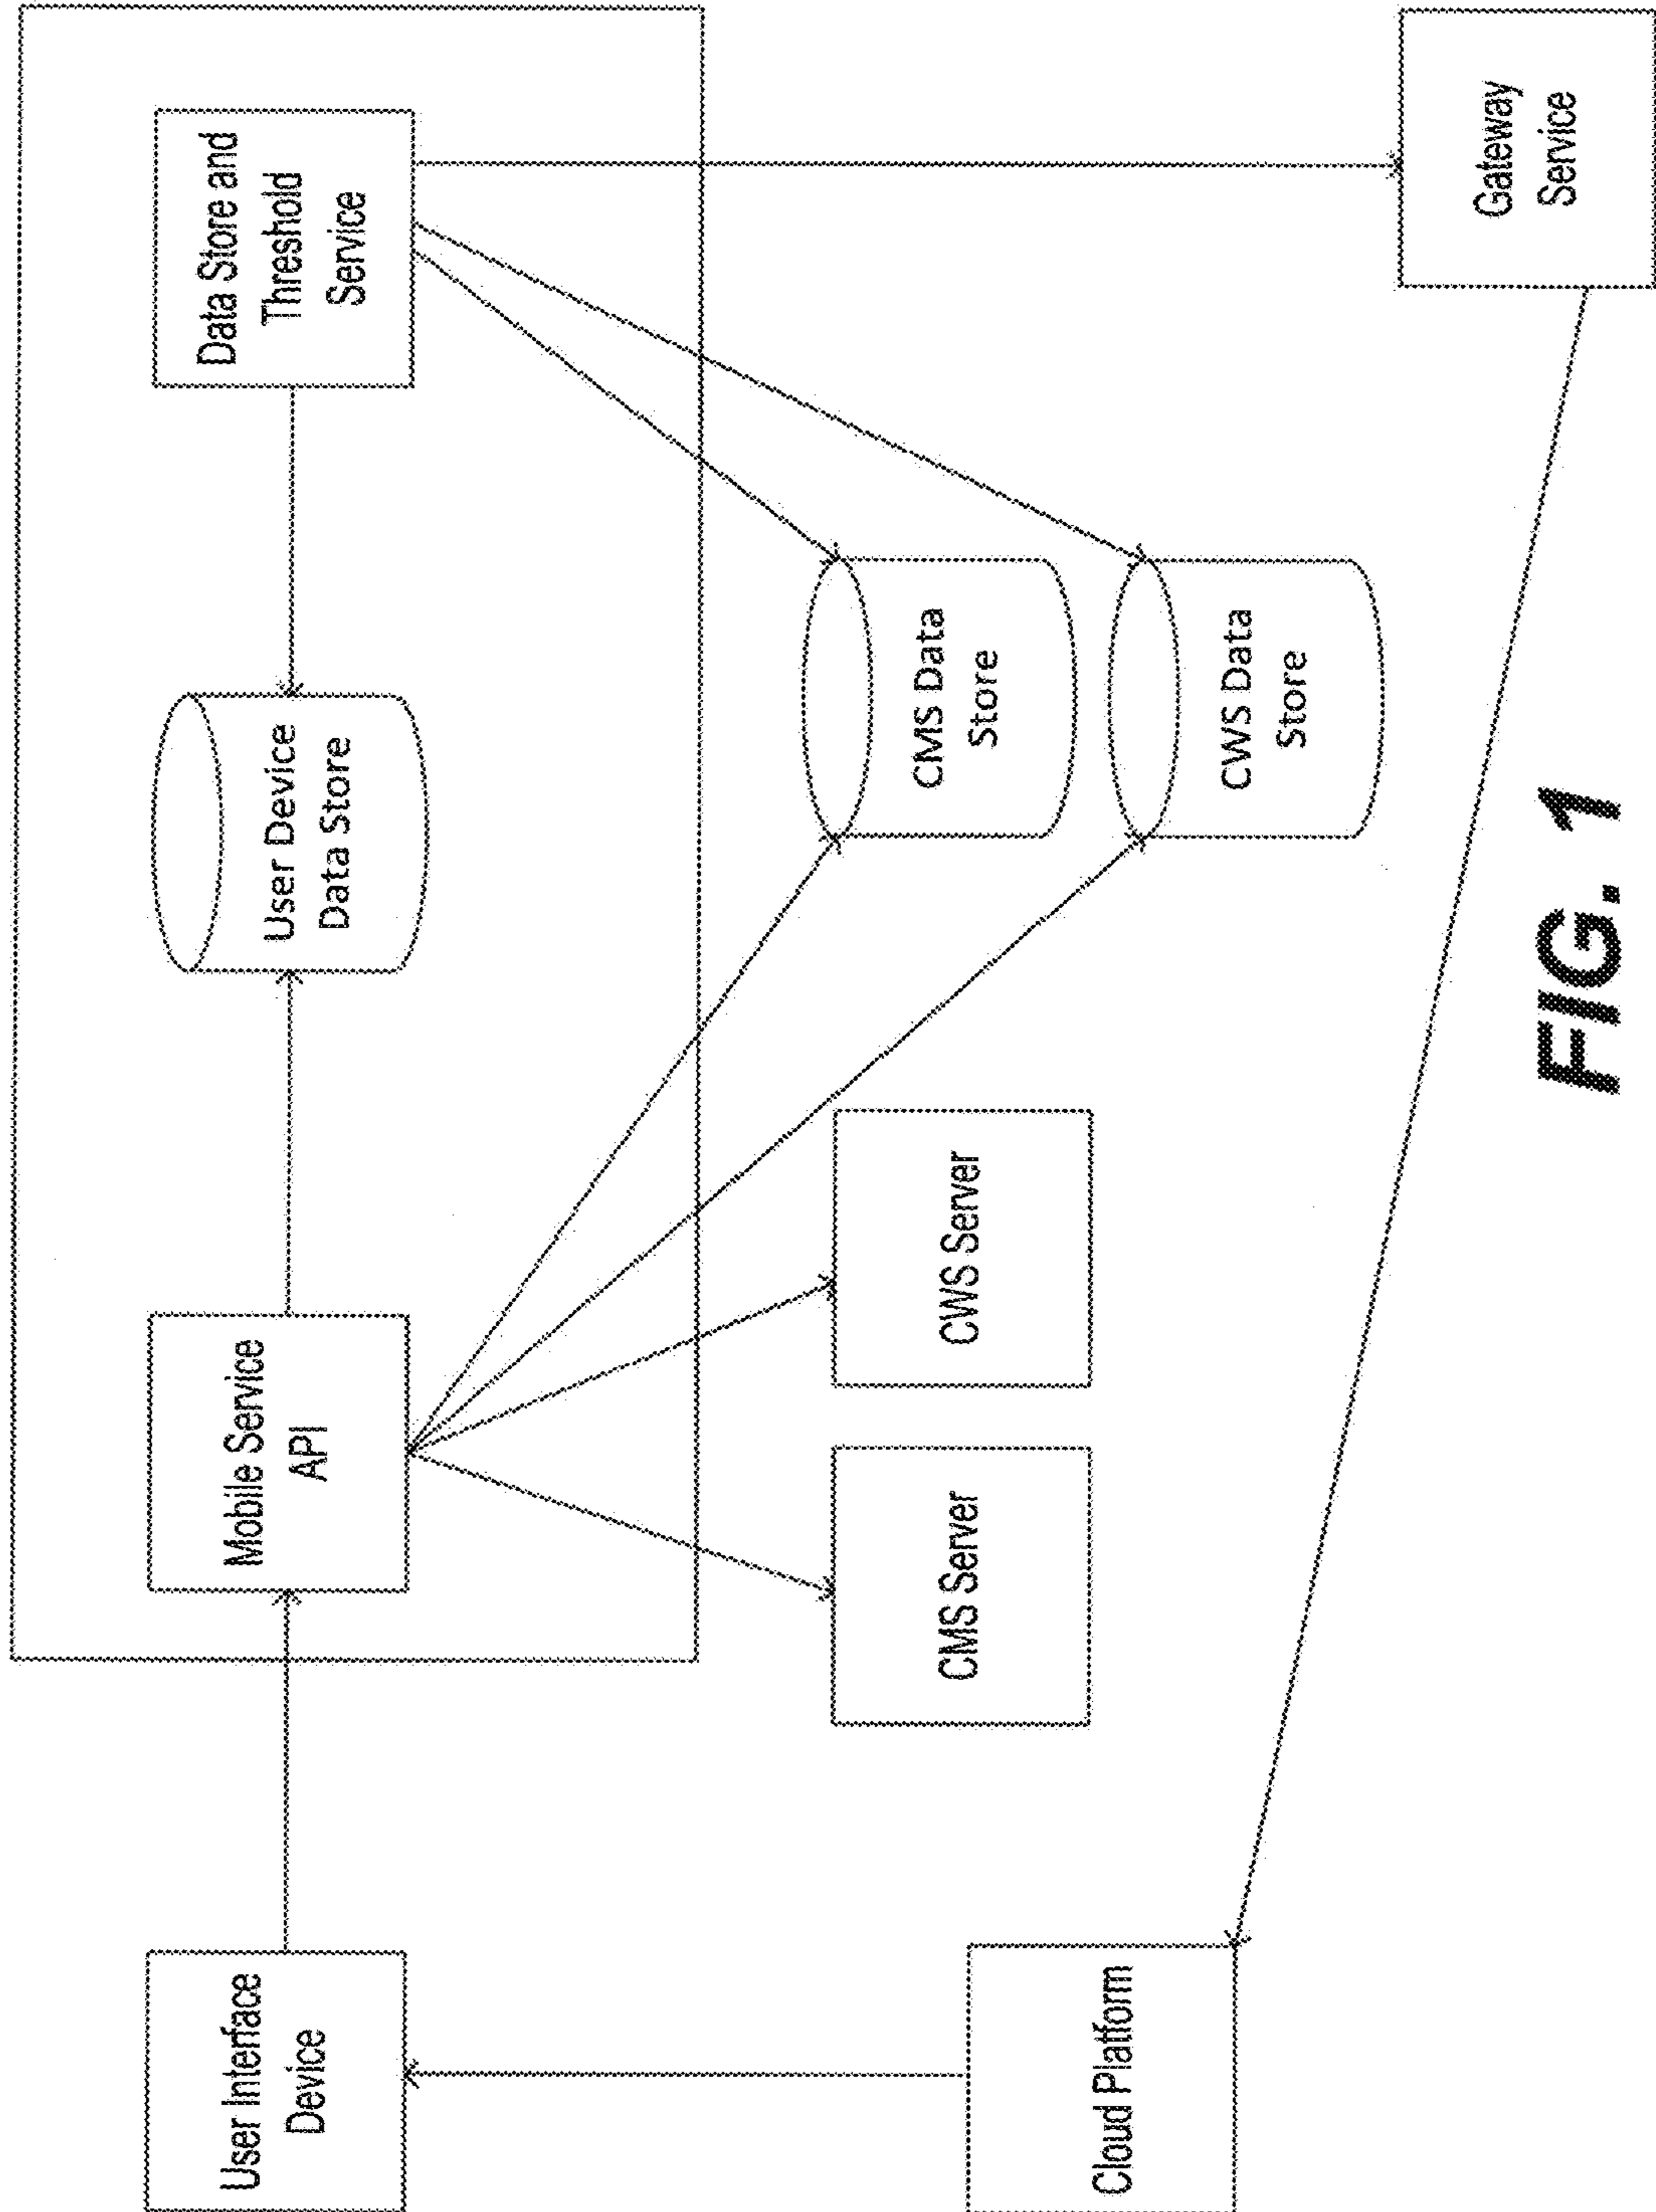 User Interface
Device
Mobile Service
API
User Device
Data Store
Data Store and
Threshold
Service
CMS Server
CWS Server
CMS Data
Store
CWS Data
Store
Cloud Platform
Gateway
Service
FIG. 1